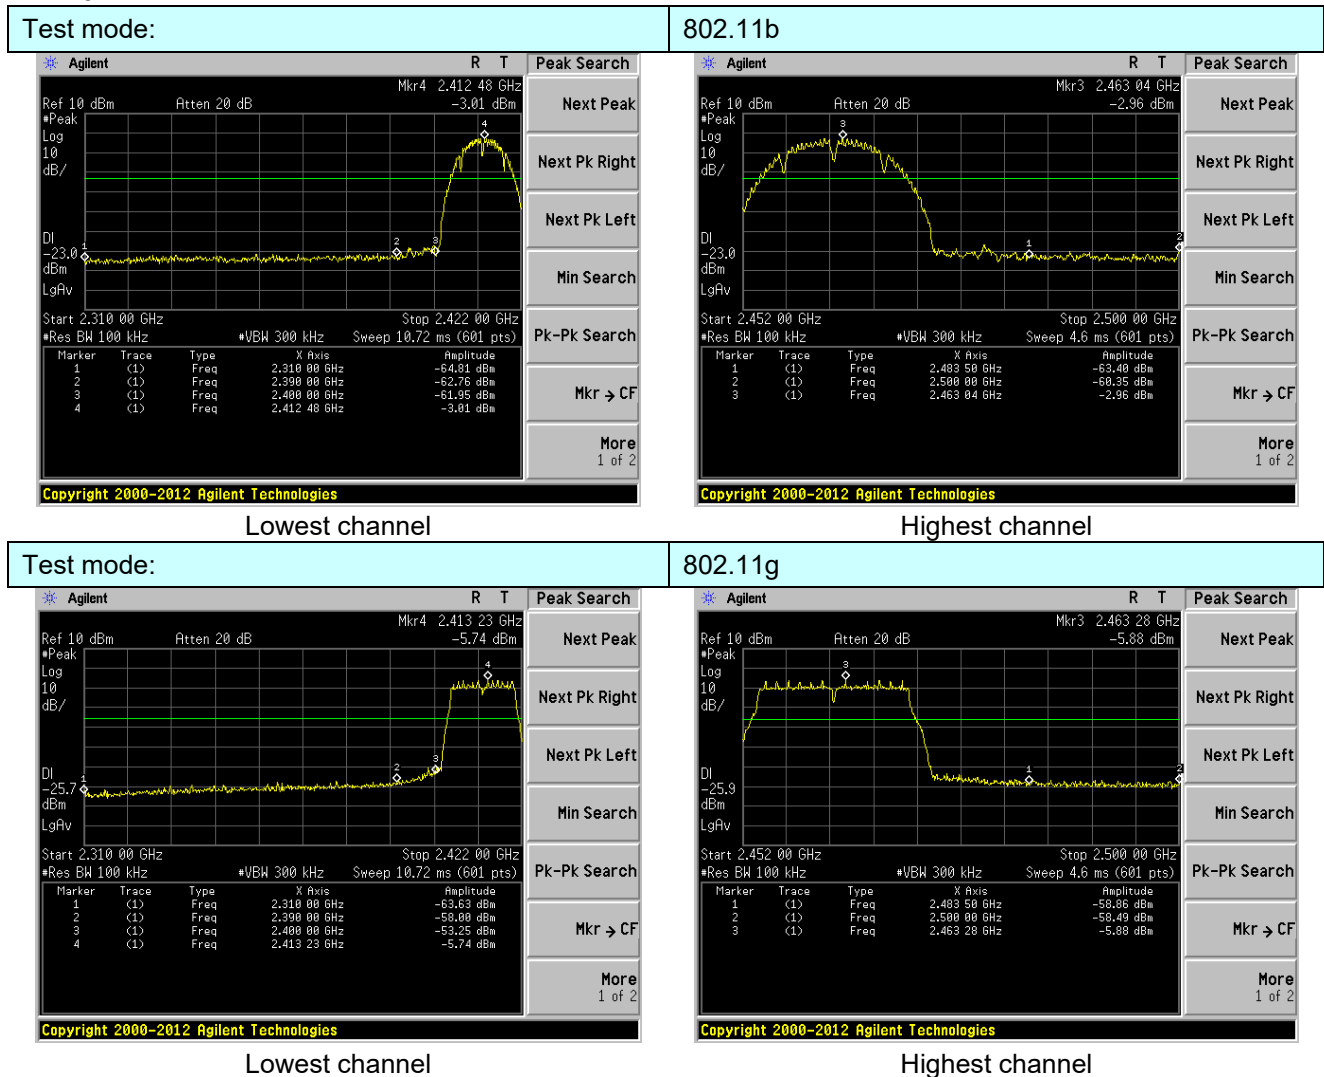 Test mode: 802.11b
Agilent R T Peak Search
Mkr4 2.412 48 GHz
Ref 10 dBm Atten 20 dB -3.01 dBm Next Peak
#Peak
Log
10
dB/
Next Pk Right
4
Next Pk Left
DI
-23.0
dBm
LgAv
1
2
3
Min Search
Start 2.310 00 GHz Stop 2.422 00 GHz
#Res BW 100 kHz #VBW 300 kHz Sweep 10.72 ms (601 pts) Pk-Pk Search
Marker Trace Type X Axis Amplitude
1 (1) Freq 2.310 00 GHz -64.81 dBm
2 (1) Freq 2.390 00 GHz -62.76 dBm
3 (1) Freq 2.400 00 GHz -61.95 dBm
4 (1) Freq 2.412 48 GHz -3.01 dBm
Mkr → CF
More
1 of 2
Copyright 2000-2012 Agilent Technologies
Lowest channel
Agilent R T Peak Search
Mkr3 2.463 04 GHz
Ref 10 dBm Atten 20 dB -2.96 dBm Next Peak
#Peak
Log
10
dB/
Next Pk Right
3
Next Pk Left
DI
-23.0
dBm
LgAv
1
2
Min Search
Start 2.452 00 GHz Stop 2.500 00 GHz
#Res BW 100 kHz #VBW 300 kHz Sweep 4.6 ms (601 pts) Pk-Pk Search
Marker Trace Type X Axis Amplitude
1 (1) Freq 2.483 50 GHz -63.40 dBm
2 (1) Freq 2.500 00 GHz -60.35 dBm
3 (1) Freq 2.463 04 GHz -2.96 dBm
Mkr → CF
More
1 of 2
Copyright 2000-2012 Agilent Technologies
Highest channel
Test mode: 802.11g
Agilent R T Peak Search
Mkr4 2.413 23 GHz
Ref 10 dBm Atten 20 dB -5.74 dBm Next Peak
#Peak
Log
10
dB/
Next Pk Right
4
Next Pk Left
DI
-25.7
dBm
LgAv
1
2
3
Min Search
Start 2.310 00 GHz Stop 2.422 00 GHz
#Res BW 100 kHz #VBW 300 kHz Sweep 10.72 ms (601 pts) Pk-Pk Search
Marker Trace Type X Axis Amplitude
1 (1) Freq 2.310 00 GHz -63.63 dBm
2 (1) Freq 2.390 00 GHz -58.00 dBm
3 (1) Freq 2.400 00 GHz -53.25 dBm
4 (1) Freq 2.413 23 GHz -5.74 dBm
Mkr → CF
More
1 of 2
Copyright 2000-2012 Agilent Technologies
Lowest channel
Agilent R T Peak Search
Mkr3 2.463 28 GHz
Ref 10 dBm Atten 20 dB -5.88 dBm Next Peak
#Peak
Log
10
dB/
Next Pk Right
3
Next Pk Left
DI
-25.9
dBm
LgAv
1
2
Min Search
Start 2.452 00 GHz Stop 2.500 00 GHz
#Res BW 100 kHz #VBW 300 kHz Sweep 4.6 ms (601 pts) Pk-Pk Search
Marker Trace Type X Axis Amplitude
1 (1) Freq 2.483 50 GHz -58.86 dBm
2 (1) Freq 2.500 00 GHz -58.49 dBm
3 (1) Freq 2.463 28 GHz -5.88 dBm
Mkr → CF
More
1 of 2
Copyright 2000-2012 Agilent Technologies
Highest channel